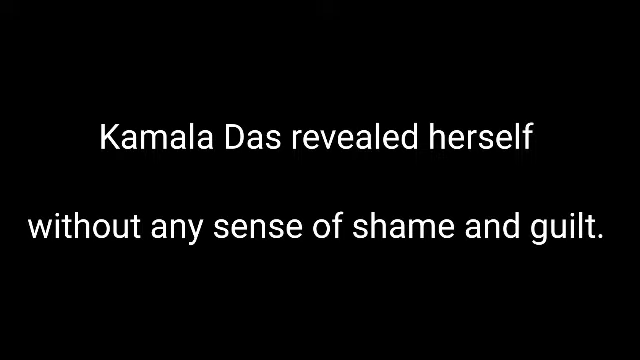 Kamala Das revealed herself
without any sense of shame and guilt.